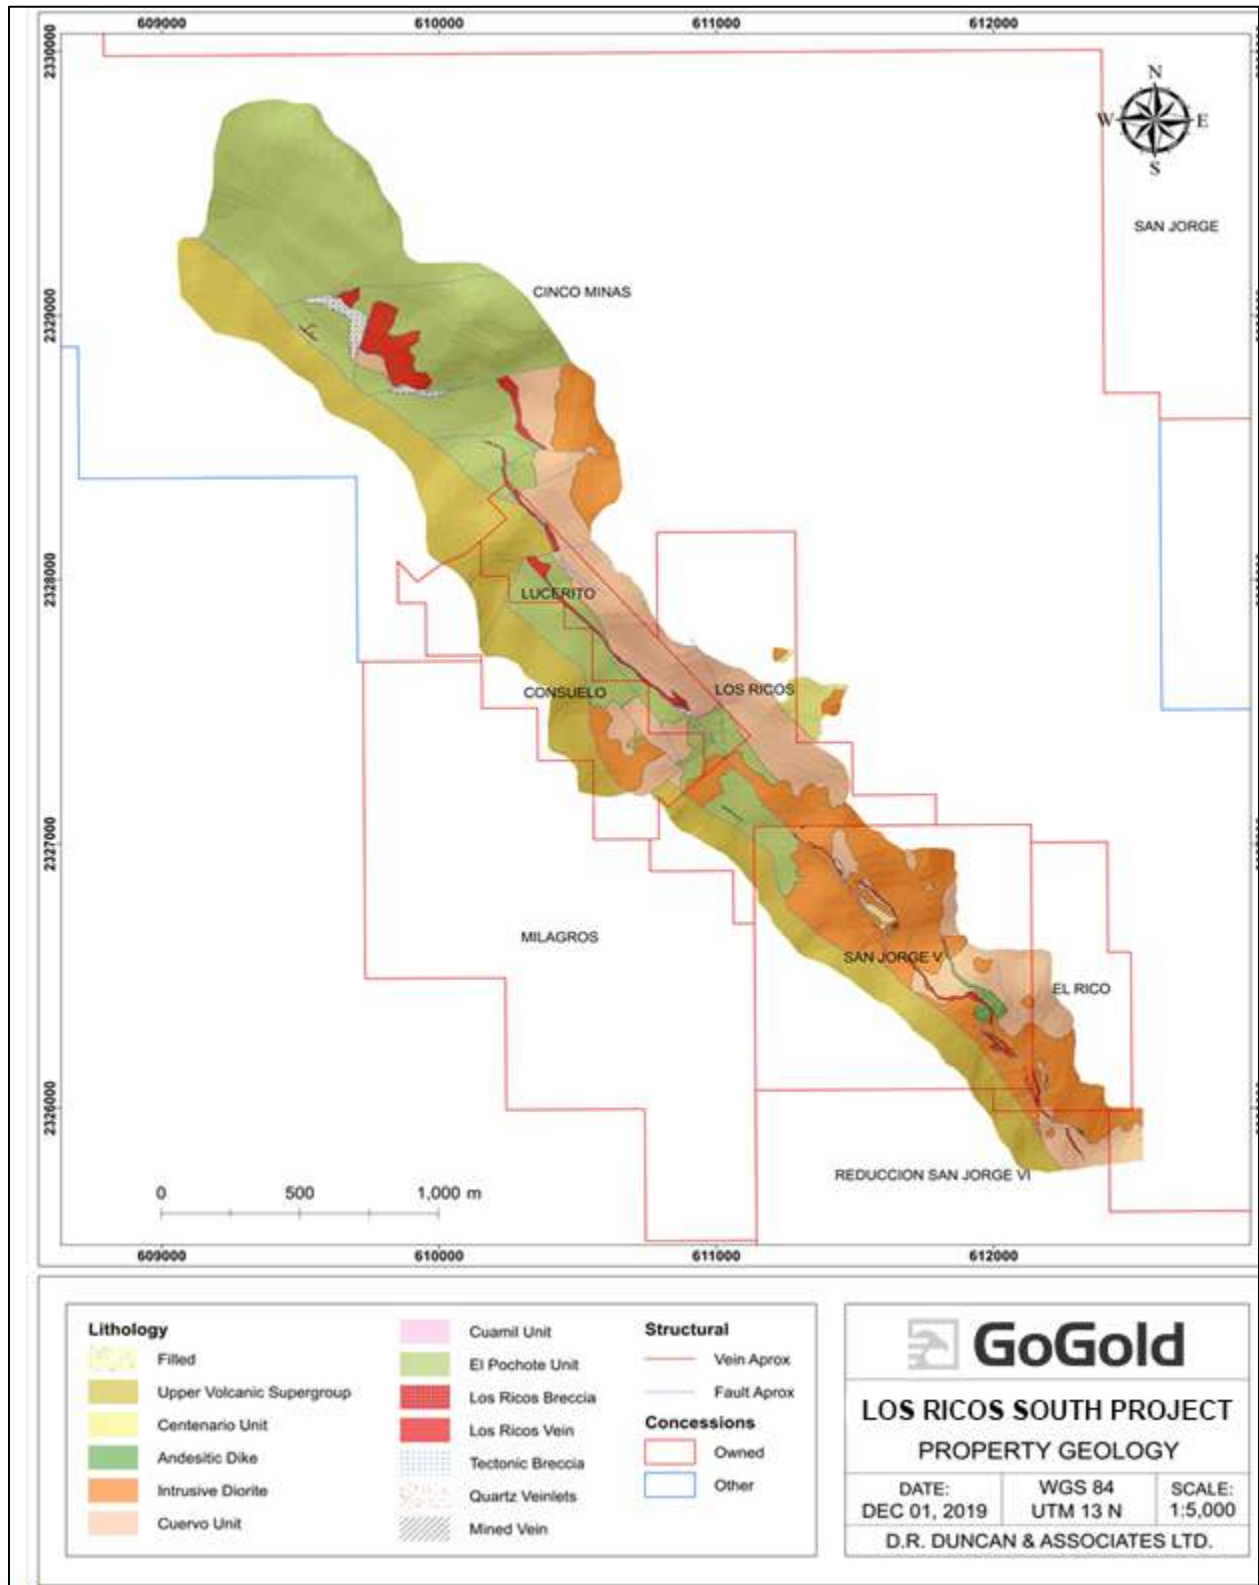 609000 610000 611000 612000
2330000
N
W E
S
SAN JORGE
CINCO MINAS
2329000
2328000
LUCERITO
CONSUELO
LOS RICOS
2327000
MILAGROS
SAN JORGE V
EL RICO
2326000
REDUCCION SAN JORGE VI
0 500 1,000 m
609000 610000 611000 612000
Lithology
Filled
Upper Volcanic Supergroup
Centenario Unit
Andesitic Dike
Intrusive Diorite
Cuervo Unit
Cuamil Unit
El Pochote Unit
Los Ricos Breccia
Los Ricos Vein
Tectonic Breccia
Quartz Veinlets
Mined Vein
Structural
Vein Aprox
Fault Aprox
Concessions
Owned
Other
GoGold
LOS RICOS SOUTH PROJECT
PROPERTY GEOLOGY
DATE:
DEC 01, 2019
WGS 84
UTM 13 N
SCALE:
1:5,000
D.R. DUNCAN & ASSOCIATES LTD.